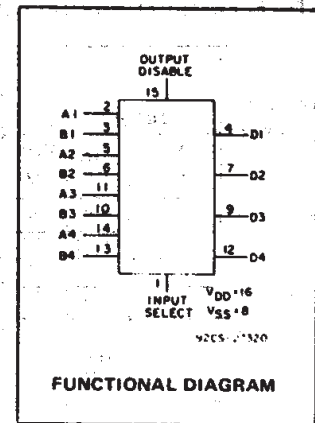 OUTPUT
DISABLE
15
A1 2
B1 3
A2 5
B2 6
A3 11
B3 10
A4 14
B4 13
4 D1
7 D2
9 D3
12 D4
1
INPUT
SELECT
VDD=16
VSS=8
FUNCTIONAL DIAGRAM